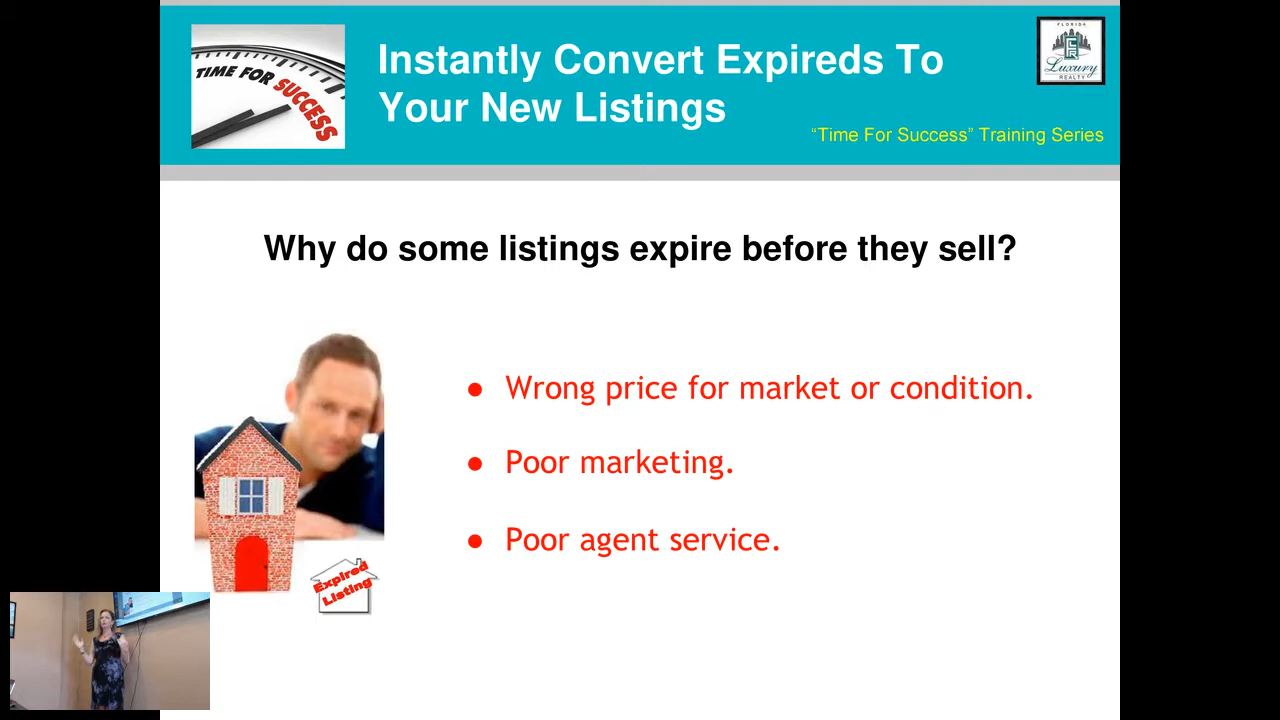 TIME FOR SUCCESS
Instantly Convert Expireds To
Your New Listings
FLORIDA
Luxury
REALTY
“Time For Success” Training Series
Why do some listings expire before they sell?
● Wrong price for market or condition.
● Poor marketing.
● Poor agent service.
Expired
Listing